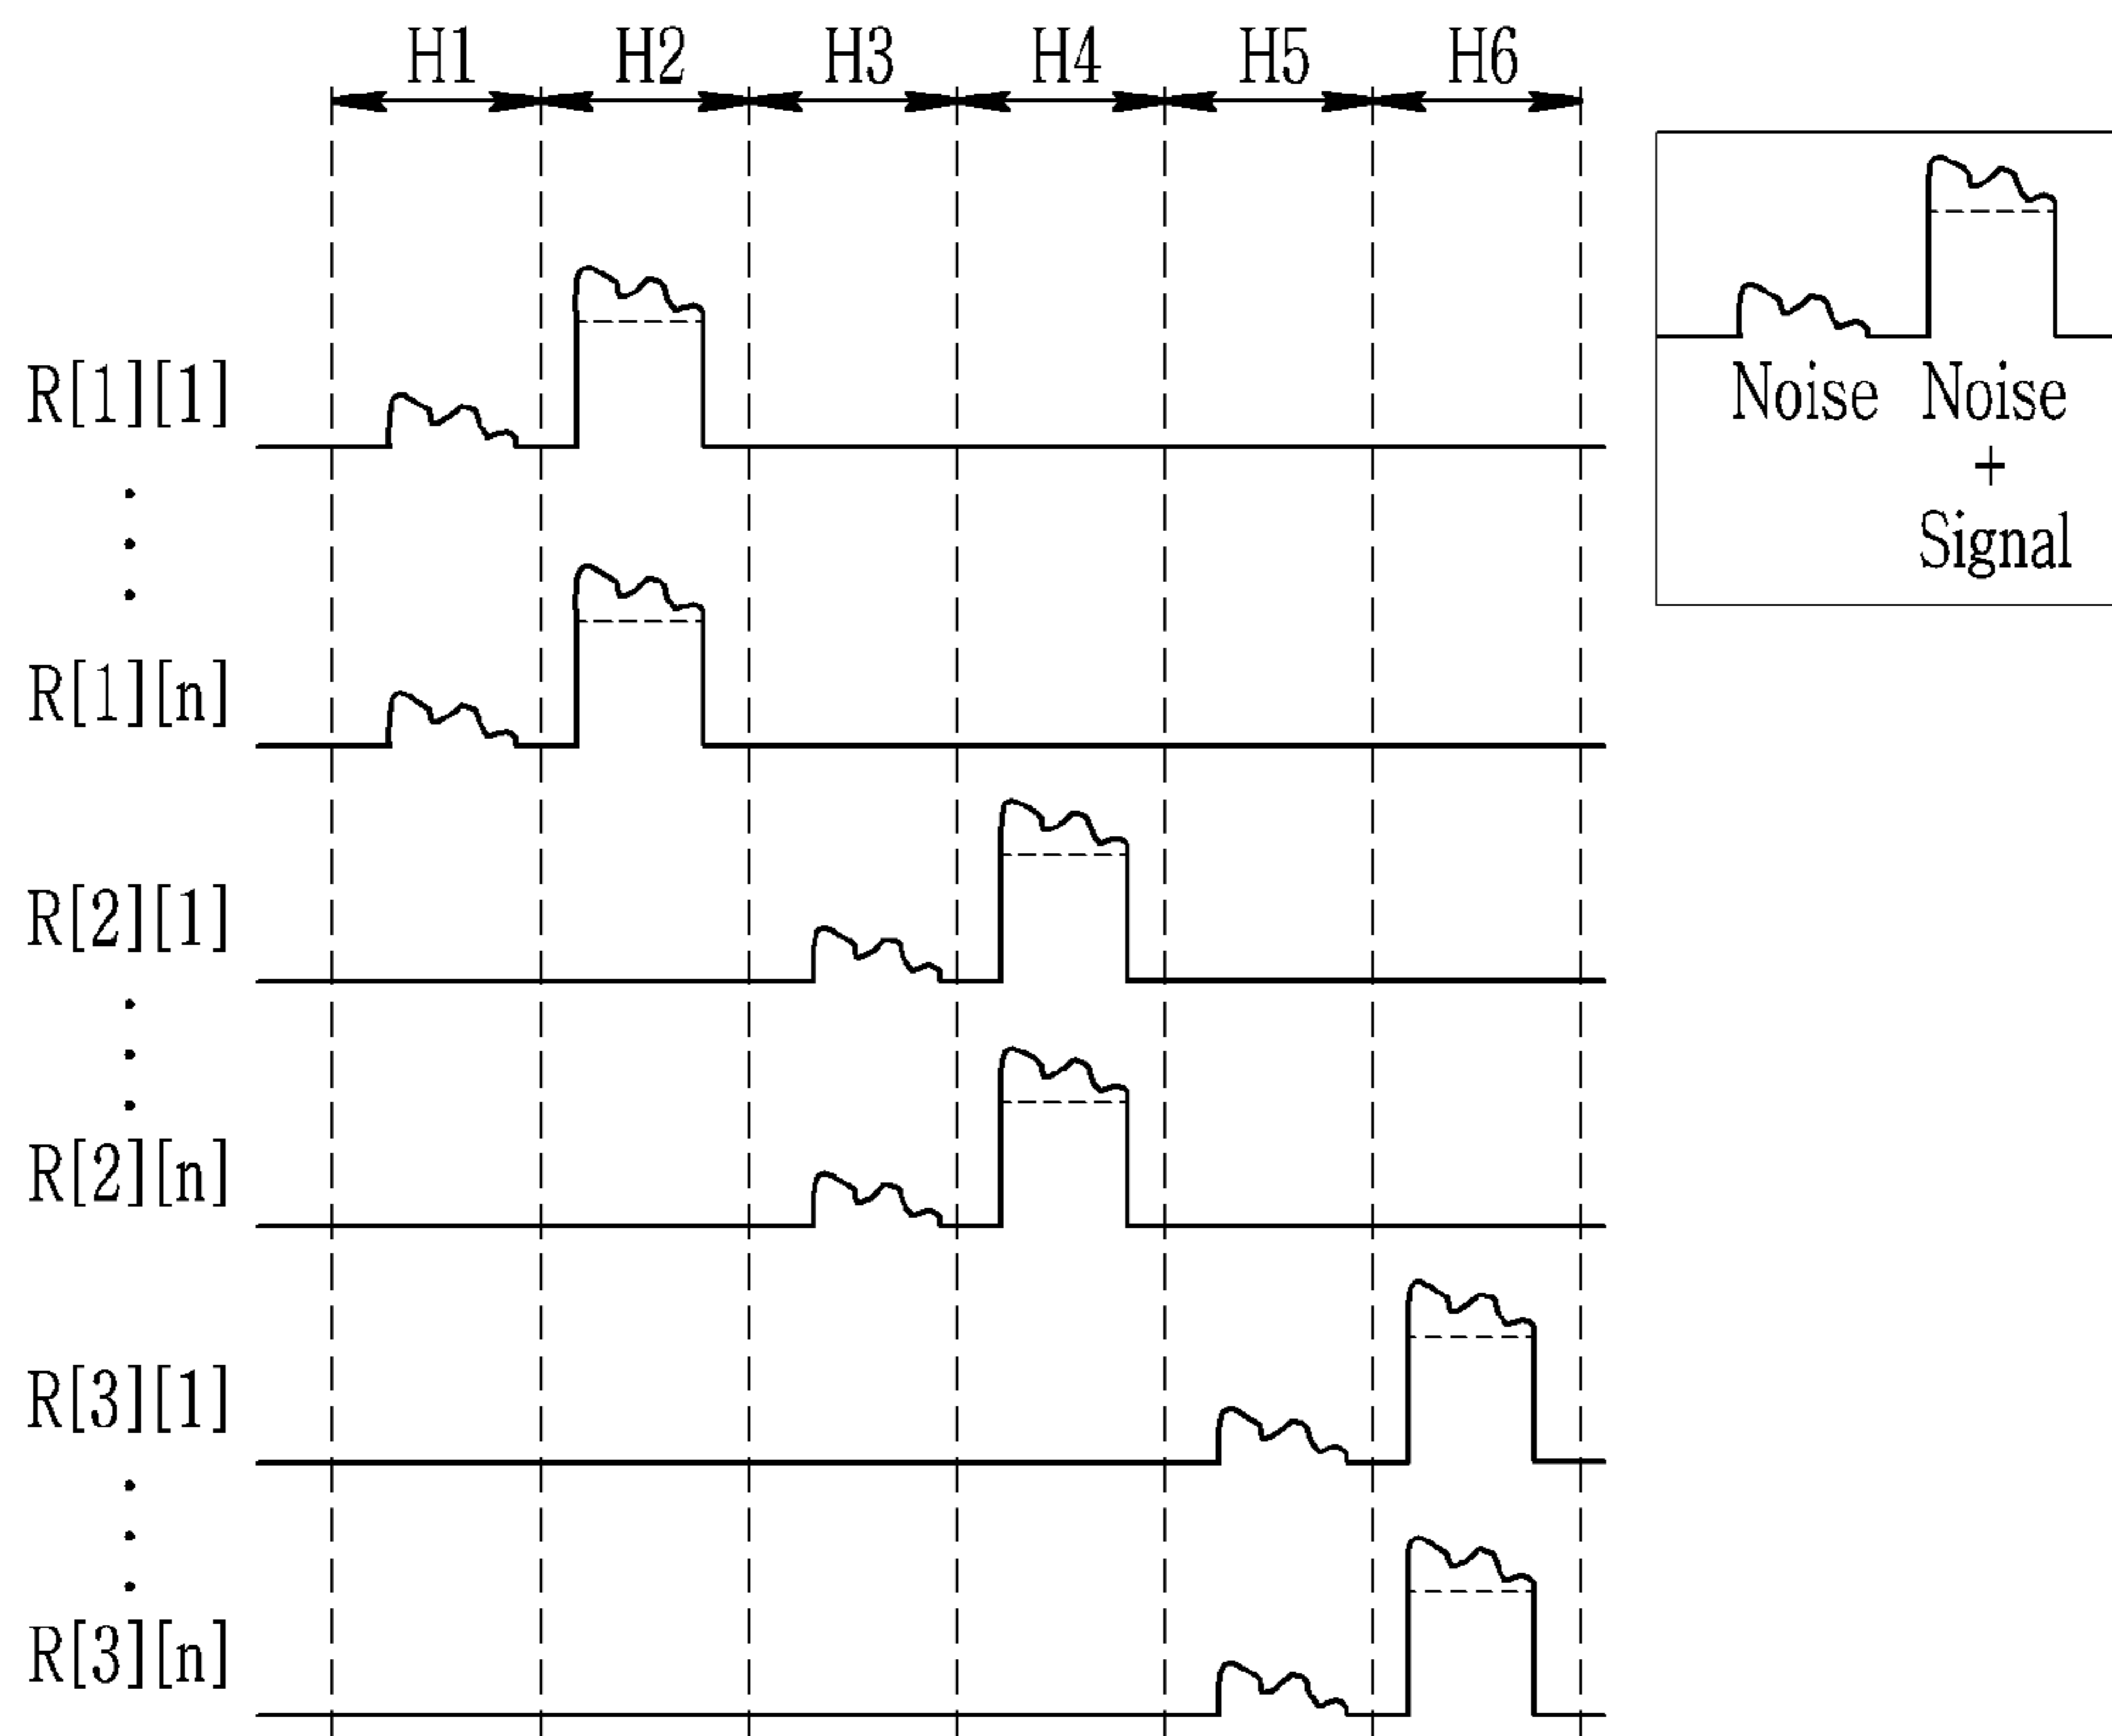 H1 H2 H3 H4 H5 H6
R[1][1]
R[1][n]
R[2][1]
R[2][n]
R[3][1]
R[3][n]
Noise Noise
+
Signal